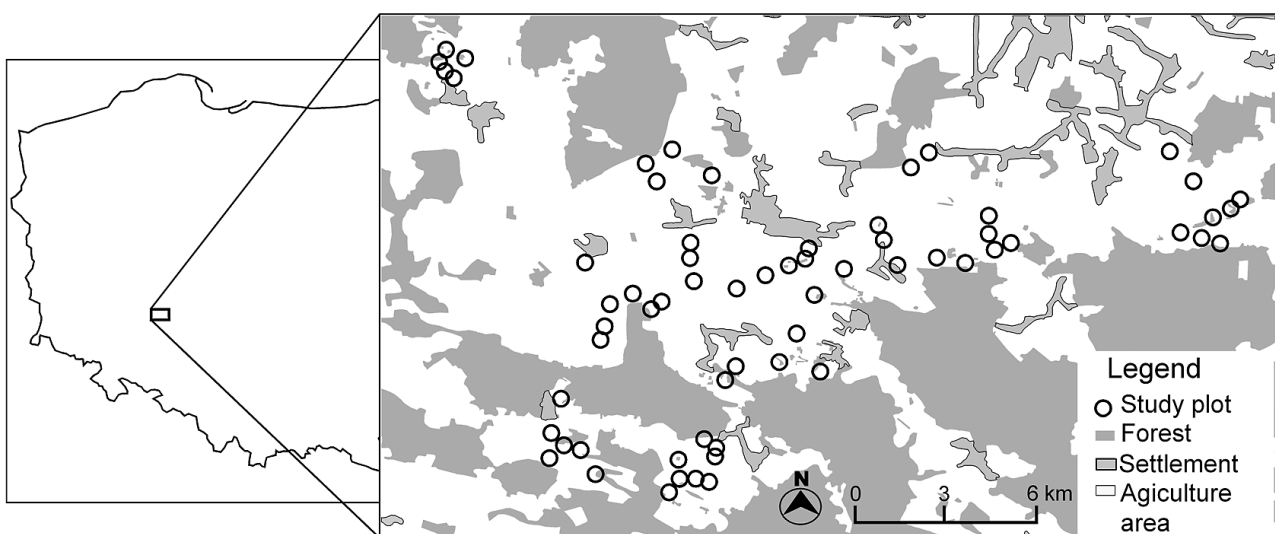 Legend
Study plot
Forest
Settlement
Agiculture
area
N
0 3 6 km